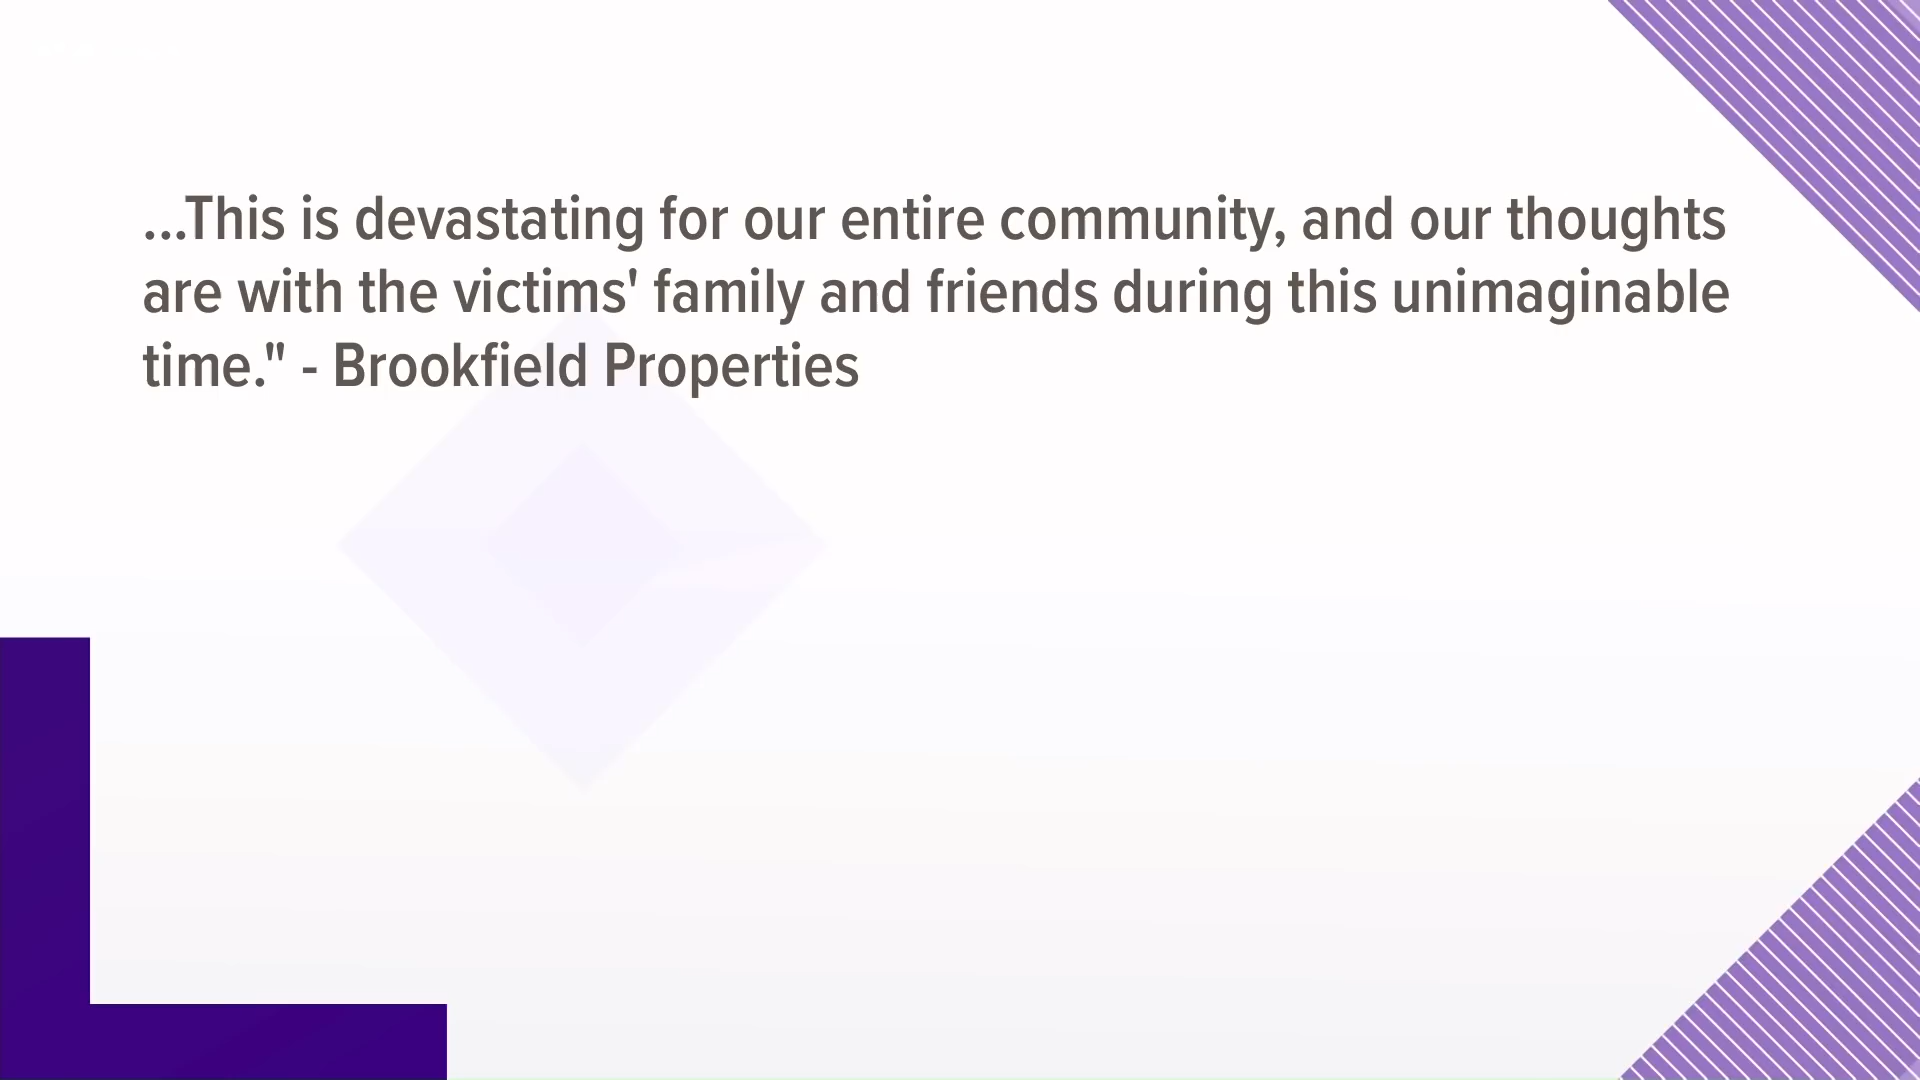 ...This is devastating for our entire community, and our thoughts
are with the victims' family and friends during this unimaginable
time." - Brookfield Properties